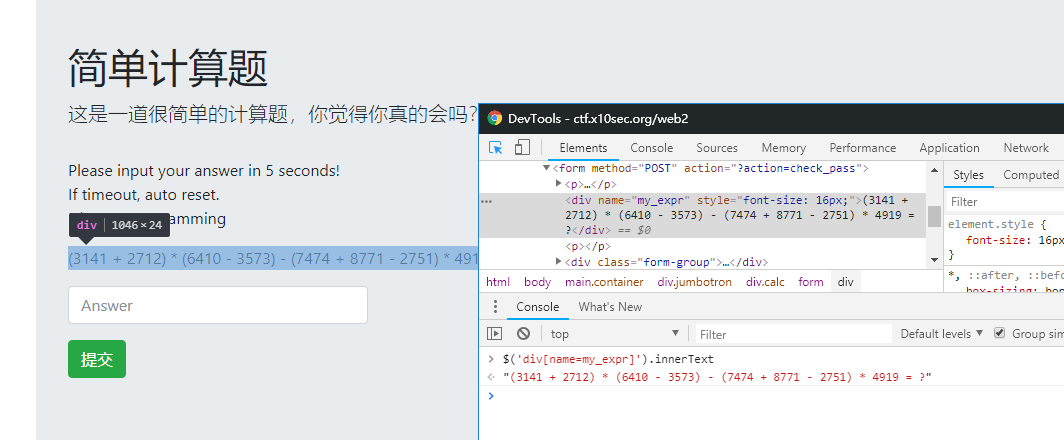 简单计算题
这是一道很简单的计算题，你觉得你真的会吗?
Please input your answer in 5 seconds!
If timeout, auto reset.
amming
div 1046 × 24
(3141 + 2712) * (6410 - 3573) - (7474 + 8771 - 2751) * 491
Answer
提交
DevTools - ctf.x10sec.org/web2
Elements Console Sources Memory Performance Application Network
<form method="POST" action="?action=check_pass">
<p>…</p>
<div name="my_expr" style="font-size: 16px;">(3141 +
2712) * (6410 - 3573) - (7474 + 8771 - 2751) * 4919 =
?</div> == $0
<p></p>
<div class="form-group">…</div>
html body main.container div.jumbotron div.calc form div
Styles Computed
Filter
element.style {
font-size: 16px
}
*, ::after, ::befo
box-sizing: bor
Console What's New
top Filter Default levels Group sim
$('div[name=my_expr]').innerText
"(3141 + 2712) * (6410 - 3573) - (7474 + 8771 - 2751) * 4919 = ?"